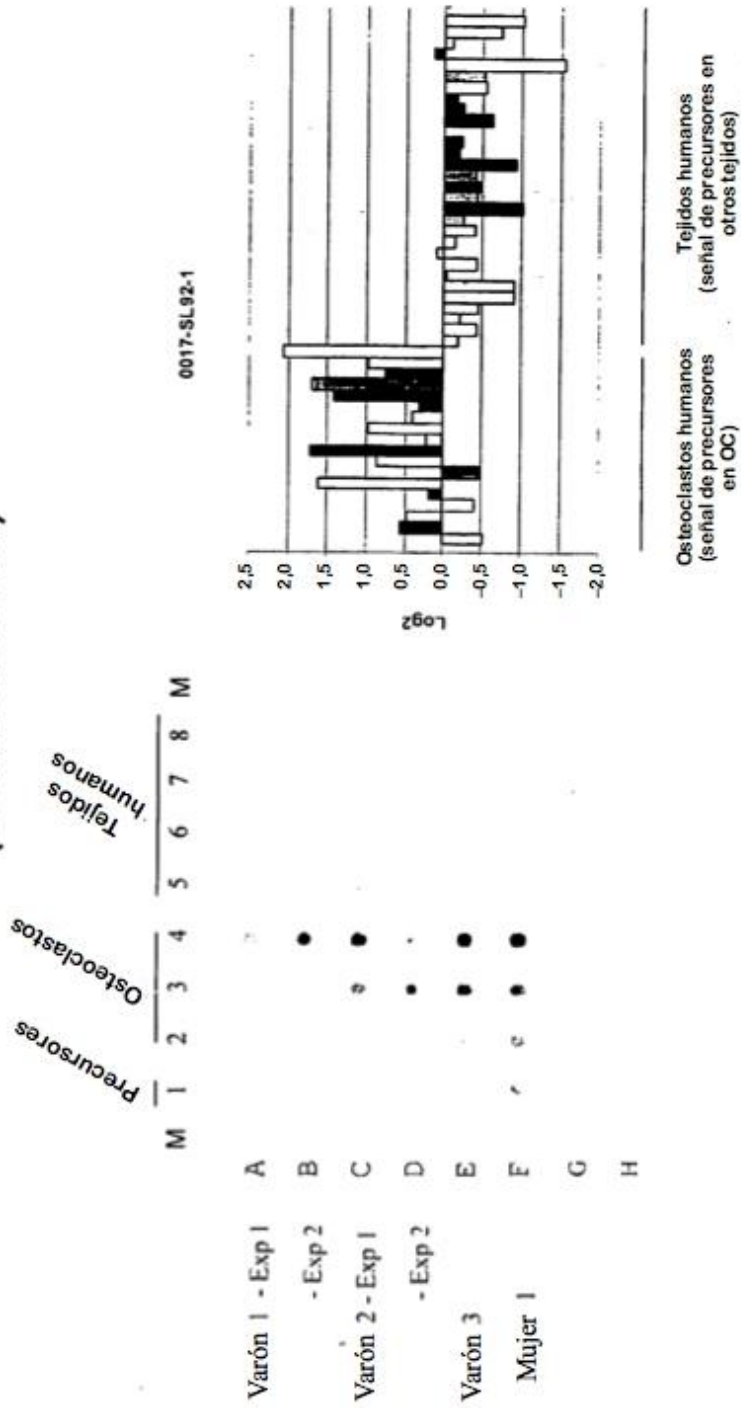 Precursores
Osteoclastos
Tejidos
humanos
M 1 2 3 4 5 6 7 8 M
Varón 1 - Exp 1 A
- Exp 2 B
Varón 2 - Exp 1 C
- Exp 2 D
Varón 3 E
Mujer 1 F
G
H
0017-SL92-1
Log2
2,5
2,0
1,5
1,0
0,5
0,0
-0,5
-1,0
-1,5
-2,0
Osteoclastos humanos
(señal de precursores
en OC)
Tejidos humanos
(señal de precursores en
otros tejidos)